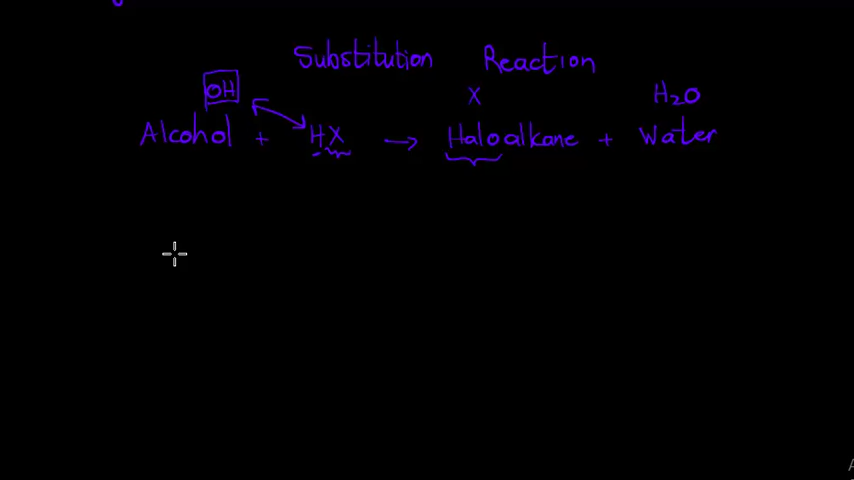 Substitution Reaction
OH X H₂O
Alcohol + HX → Haloalkane + Water